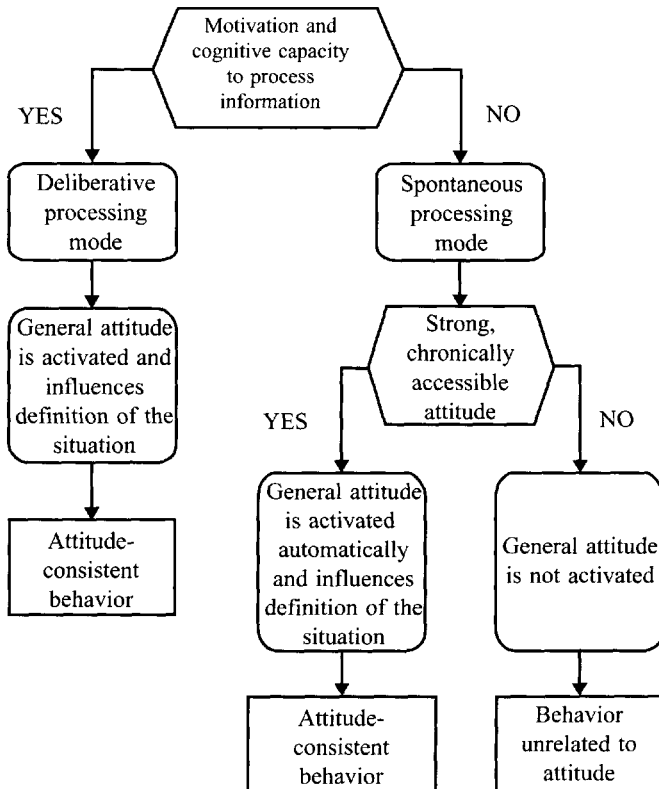 Motivation and
cognitive capacity
to process
information
YES
NO
Deliberative
processing
mode
Spontaneous
processing
mode
General attitude
is activated and
influences
definition of the
situation
Strong,
chronically
accessible
attitude
YES
NO
Attitude-
consistent
behavior
General attitude
is activated
automatically
and influences
definition of the
situation
General attitude
is not activated
Attitude-
consistent
behavior
Behavior
unrelated to
attitude